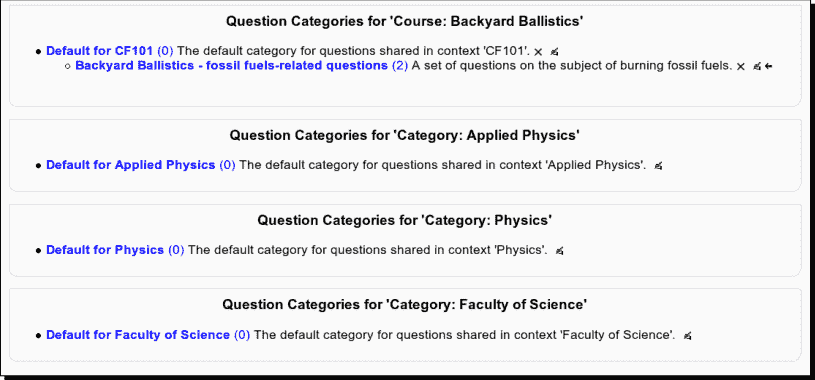 Question Categories for 'Course: Backyard Ballistics'
Default for CF101 (0) The default category for questions shared in context 'CF101'.
Backyard Ballistics - fossil fuels-related questions (2) A set of questions on the subject of burning fossil fuels.
Question Categories for 'Category: Applied Physics'
Default for Applied Physics (0) The default category for questions shared in context 'Applied Physics'.
Question Categories for 'Category: Physics'
Default for Physics (0) The default category for questions shared in context 'Physics'.
Question Categories for 'Category: Faculty of Science'
Default for Faculty of Science (0) The default category for questions shared in context 'Faculty of Science'.